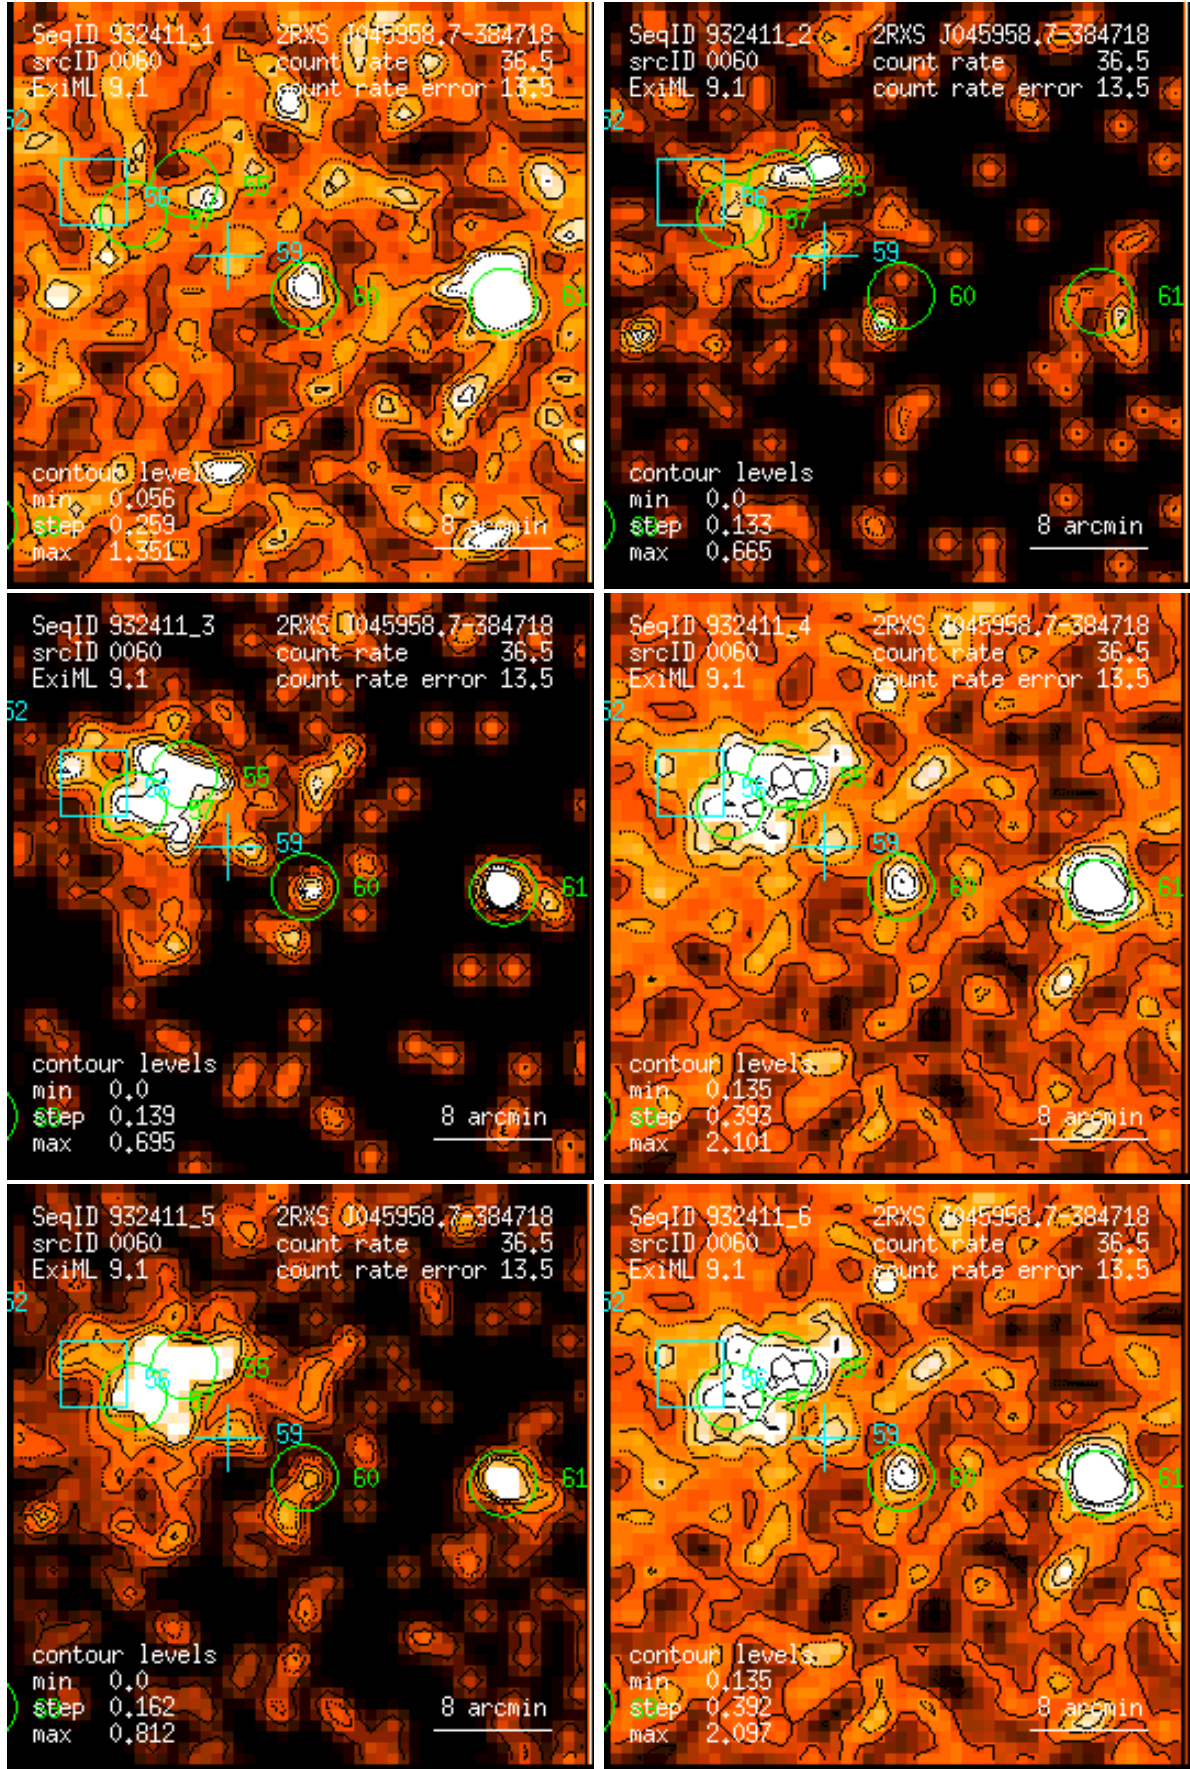 SeqID 932411_1 2RXS J045958.7-384718
srcID 0060 count rate 36.5
ExiML 9.1 count rate error 13.5
52
55
56
57
59
60
61
contour levels
min 0.056
step 0.259
max 1.351
8 arcmin
SeqID 932411_2 2RXS J045958.7-384718
srcID 0060 count rate 36.5
ExiML 9.1 count rate error 13.5
52
55
56
57
59
60
61
contour levels
min 0.0
step 0.133
max 0.665
8 arcmin
SeqID 932411_3 2RXS J045958.7-384718
srcID 0060 count rate 36.5
ExiML 9.1 count rate error 13.5
52
55
56
57
59
60
61
contour levels
min 0.0
step 0.139
max 0.695
8 arcmin
SeqID 932411_4 2RXS J045958.7-384718
srcID 0060 count rate 36.5
ExiML 9.1 count rate error 13.5
52
55
56
57
59
60
61
contour levels
min 0.135
step 0.393
max 2.101
8 arcmin
SeqID 932411_5 2RXS J045958.7-384718
srcID 0060 count rate 36.5
ExiML 9.1 count rate error 13.5
52
55
56
57
59
60
61
contour levels
min 0.0
step 0.162
max 0.812
8 arcmin
SeqID 932411_6 2RXS J045958.7-384718
srcID 0060 count rate 36.5
ExiML 9.1 count rate error 13.5
52
55
56
57
59
60
61
contour levels
min 0.135
step 0.392
max 2.097
8 arcmin